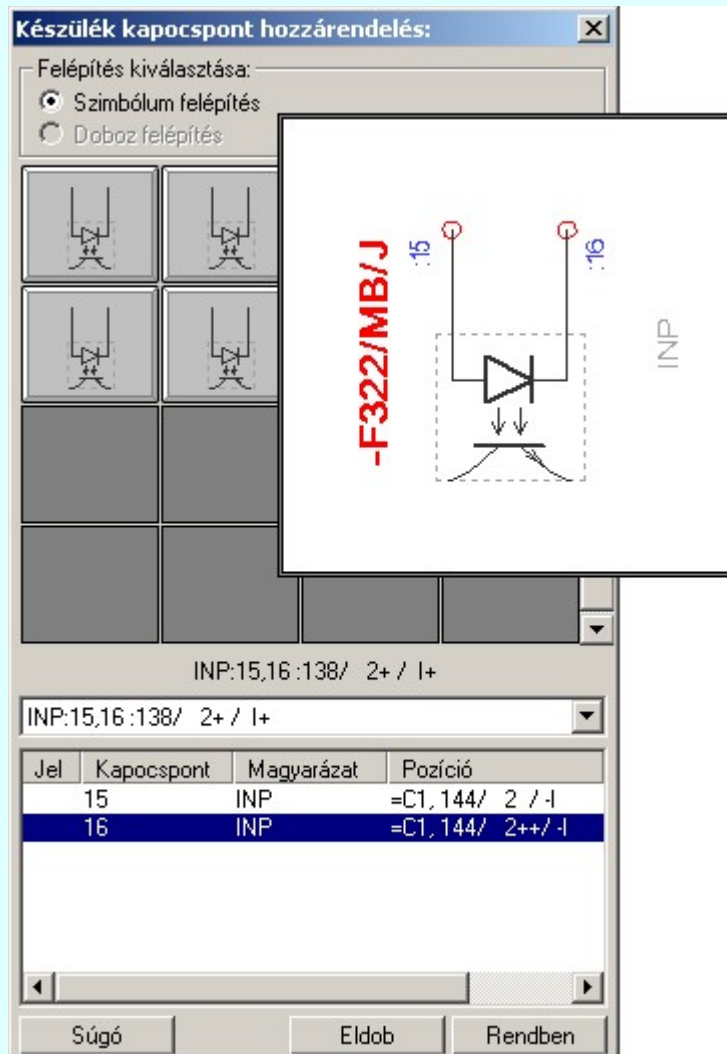 Készülék kapocspont hozzárendelés:
Felépítés kiválasztása:
Szimbólum felépítés
Doboz felépítés
-F322/MB/J
:15
:16
INP
INP:15,16 :138/ 2+ / I+
INP:15,16 :138/ 2+ / I+
Jel Kapocspont Magyarázat Pozíció
15 INP =C1, 144/ 2 / -I
16 INP =C1, 144/ 2++/ -I
Súgó Eldob Rendben